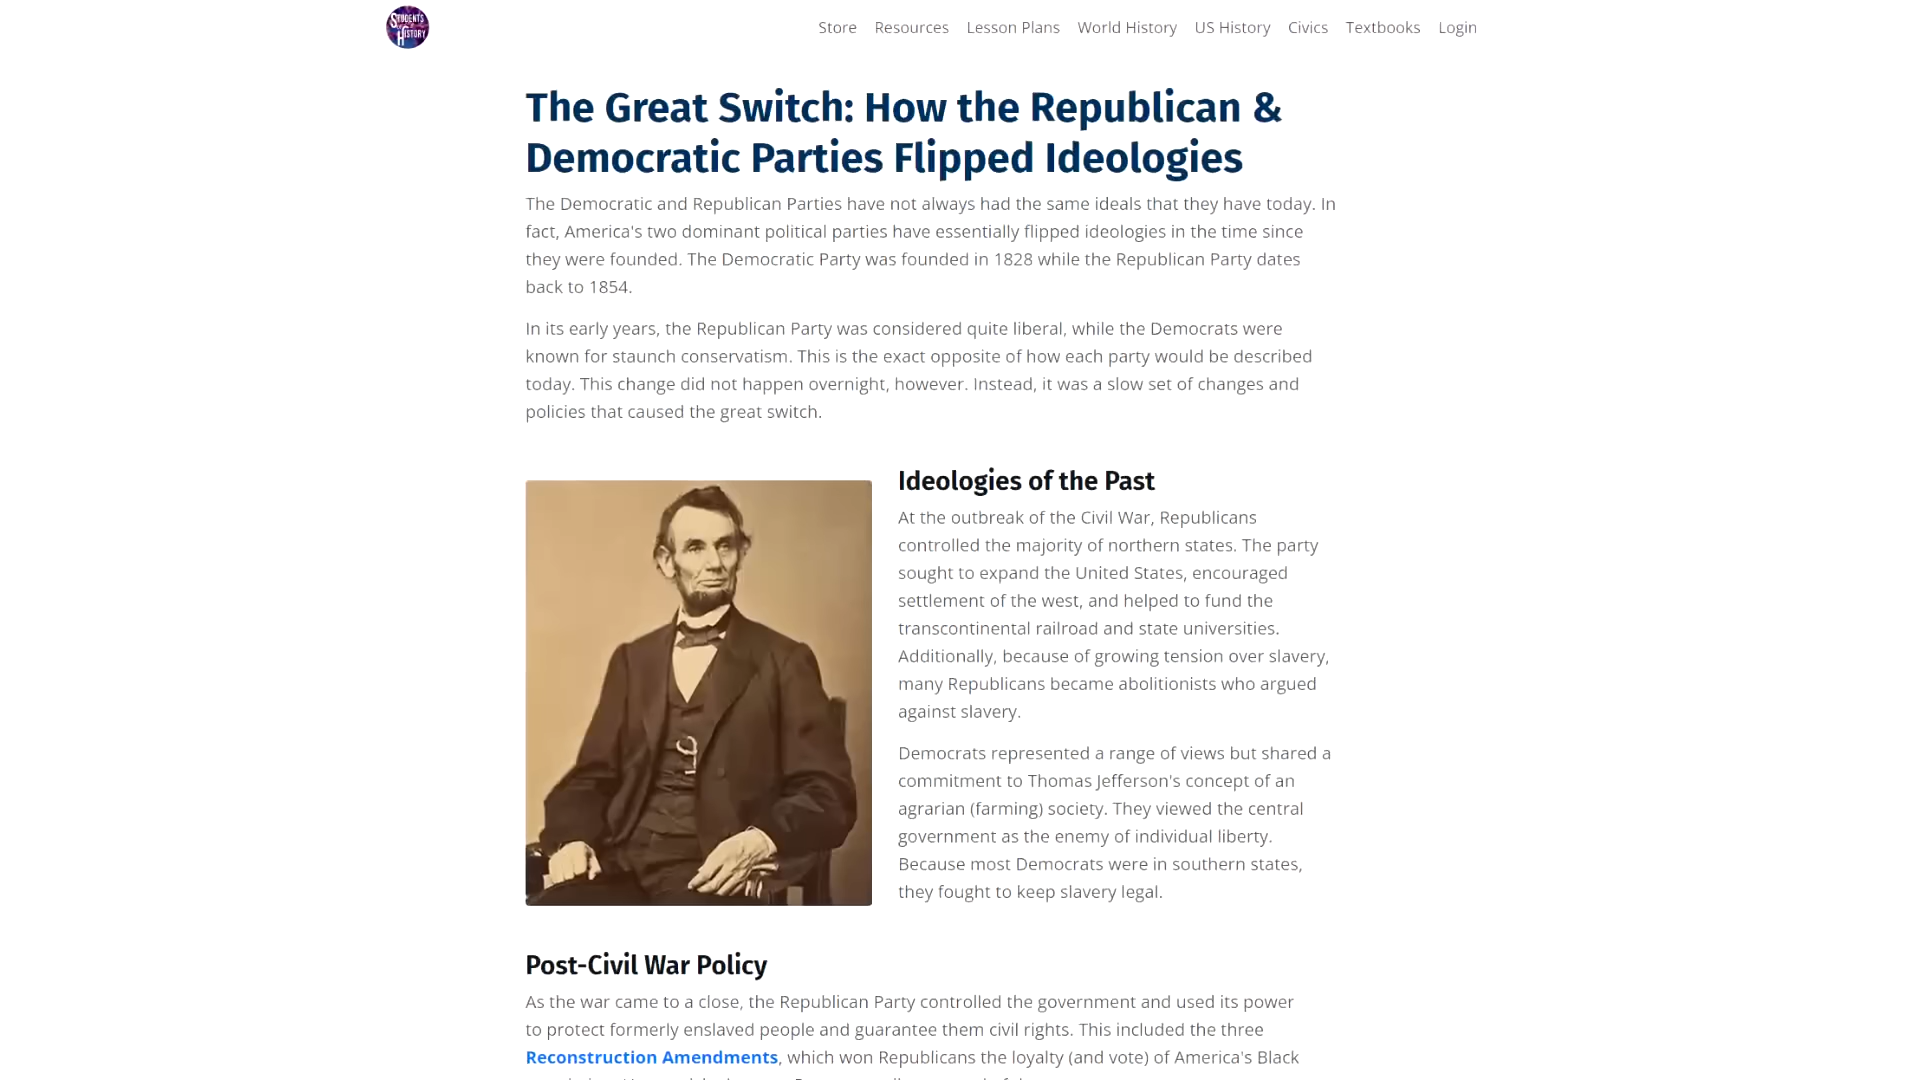 STUDENTS
OF
HISTORY
Store Resources Lesson Plans World History US History Civics Textbooks Login
The Great Switch: How the Republican &
Democratic Parties Flipped Ideologies
The Democratic and Republican Parties have not always had the same ideals that they have today. In
fact, America's two dominant political parties have essentially flipped ideologies in the time since
they were founded. The Democratic Party was founded in 1828 while the Republican Party dates
back to 1854.
In its early years, the Republican Party was considered quite liberal, while the Democrats were
known for staunch conservatism. This is the exact opposite of how each party would be described
today. This change did not happen overnight, however. Instead, it was a slow set of changes and
policies that caused the great switch.
Ideologies of the Past
At the outbreak of the Civil War, Republicans
controlled the majority of northern states. The party
sought to expand the United States, encouraged
settlement of the west, and helped to fund the
transcontinental railroad and state universities.
Additionally, because of growing tension over slavery,
many Republicans became abolitionists who argued
against slavery.
Democrats represented a range of views but shared a
commitment to Thomas Jefferson's concept of an
agrarian (farming) society. They viewed the central
government as the enemy of individual liberty.
Because most Democrats were in southern states,
they fought to keep slavery legal.
Post-Civil War Policy
As the war came to a close, the Republican Party controlled the government and used its power
to protect formerly enslaved people and guarantee them civil rights. This included the three
Reconstruction Amendments, which won Republicans the loyalty (and vote) of America's Black